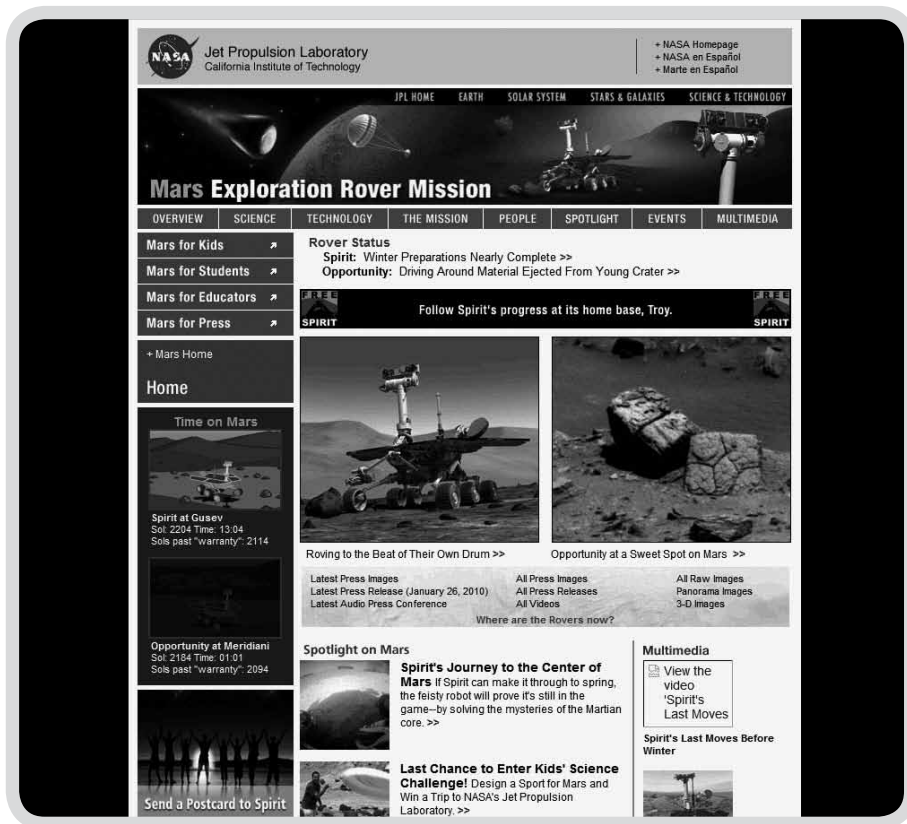 NASA
Jet Propulsion Laboratory
California Institute of Technology
+ NASA Homepage
+ NASA en Español
+ Marte en Español
JPL HOME EARTH SOLAR SYSTEM STARS & GALAXIES SCIENCE & TECHNOLOGY
Mars Exploration Rover Mission
OVERVIEW SCIENCE TECHNOLOGY THE MISSION PEOPLE SPOTLIGHT EVENTS MULTIMEDIA
Mars for Kids
Mars for Students
Mars for Educators
Mars for Press
+ Mars Home
Home
Time on Mars
Spirit at Gusev
Sol: 2204 Time: 13:04
Sols past "warranty": 2114
Opportunity at Meridiani
Sol: 2184 Time: 01:01
Sols past "warranty": 2094
Send a Postcard to Spirit
Rover Status
Spirit: Winter Preparations Nearly Complete >>
Opportunity: Driving Around Material Ejected From Young Crater >>
FREE SPIRIT
Follow Spirit's progress at its home base, Troy.
FREE SPIRIT
Roving to the Beat of Their Own Drum >>
Opportunity at a Sweet Spot on Mars >>
Latest Press Images All Press Images All Raw Images
Latest Press Release (January 26, 2010) All Press Releases Panorama Images
Latest Audio Press Conference All Videos 3-D Images
Where are the Rovers now?
Spotlight on Mars
Spirit's Journey to the Center of
Mars If Spirit can make it through to spring,
the feisty robot will prove it's still in the
game--by solving the mysteries of the Martian
core. >>
Last Chance to Enter Kids' Science
Challenge! Design a Sport for Mars and
Win a Trip to NASA's Jet Propulsion
Laboratory. >>
Multimedia
View the
video
'Spirit's
Last Moves
Spirit's Last Moves Before
Winter